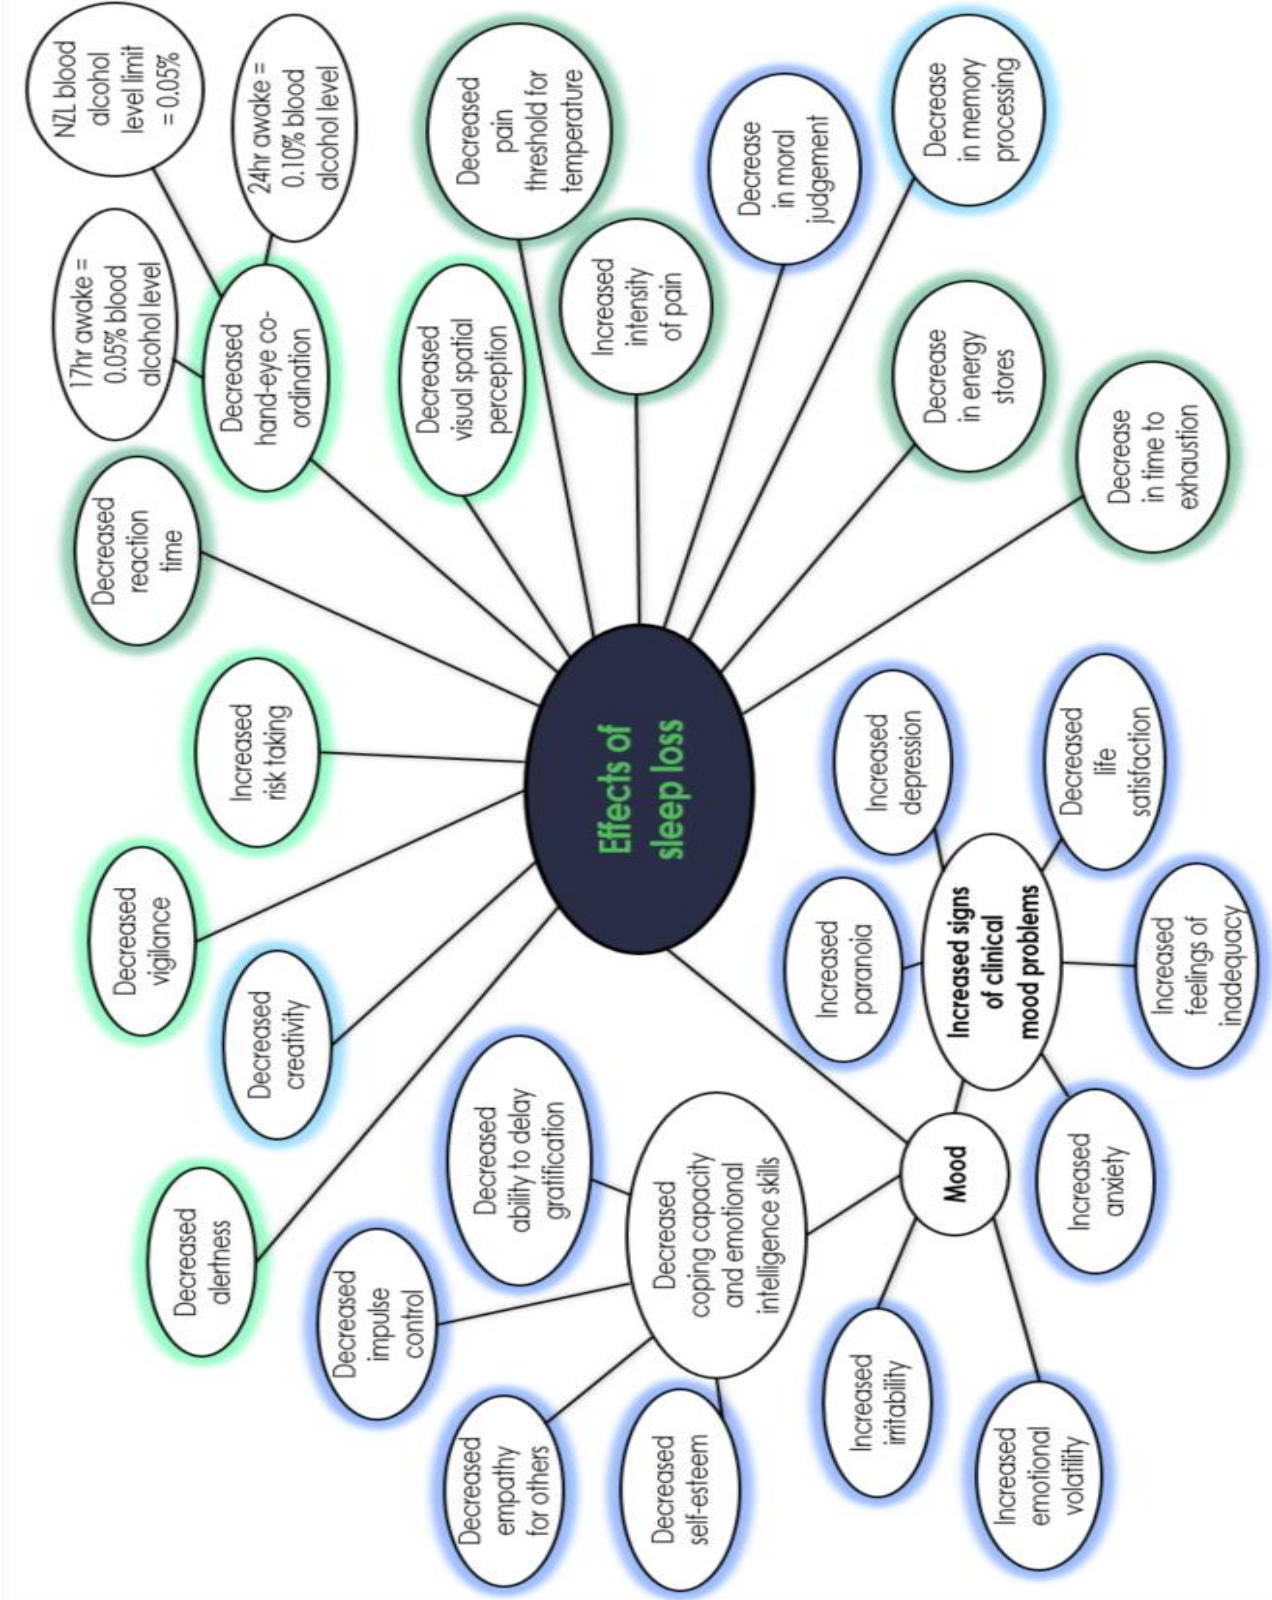 Effects of
sleep loss
Decreased
alertness
Decreased
creativity
Decreased
vigilance
Increased
risk taking
Decreased
reaction
time
Decreased
hand-eye co-
ordination
17hr awake =
0.05% blood
alcohol level
NZL blood
alcohol
level limit
= 0.05%
24hr awake =
0.10% blood
alcohol level
Decreased
visual spatial
perception
Decreased
pain
threshold for
temperature
Increased
intensity
of pain
Decrease
in moral
judgement
Decrease
in memory
processing
Decrease
in energy
stores
Decrease
in time to
exhaustion
Mood
Increased signs
of clinical
mood problems
Increased
paranoia
Increased
depression
Decreased
life
satisfaction
Increased
feelings of
inadequacy
Increased
anxiety
Increased
emotional
volatility
Increased
irritability
Decreased
coping capacity
and emotional
intelligence skills
Decreased
self-esteem
Decreased
empathy
for others
Decreased
impulse
control
Decreased
ability to delay
gratification